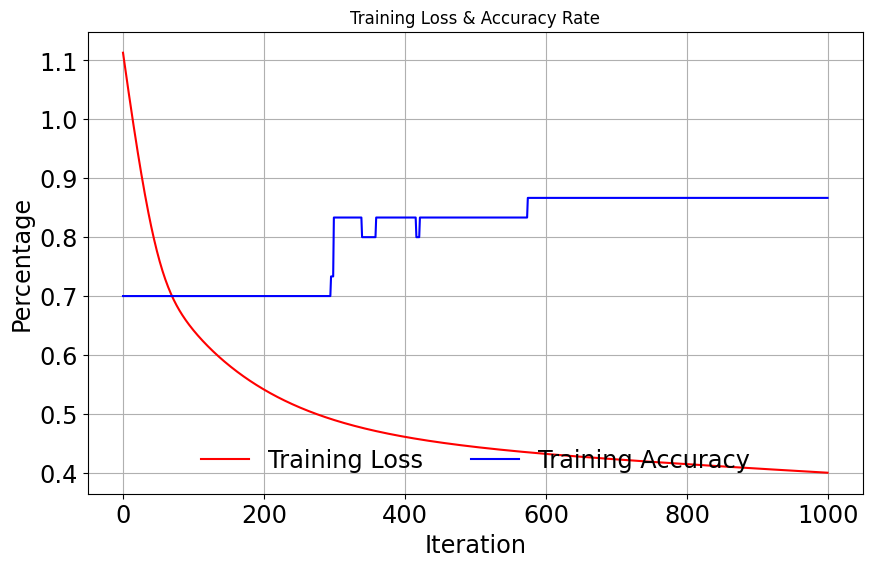 Training Loss & Accuracy Rate
Percentage
1.1
1.0
0.9
0.8
0.7
0.6
0.5
0.4
Training Loss
Training Accuracy
0
200
400
600
800
1000
Iteration